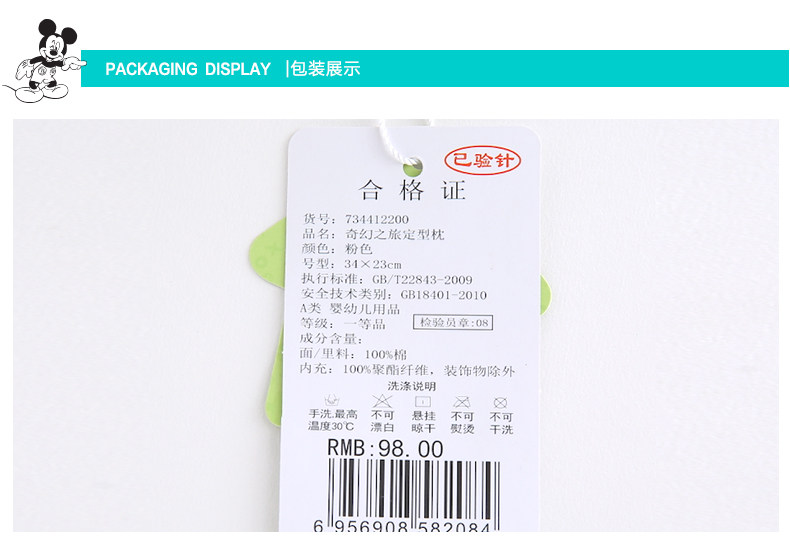 PACKAGING DISPLAY |包装展示
已验针
合格证
货号：734412200
品名：奇幻之旅定型枕
颜色：粉色
号型：34×23cm
执行标准：GB/T22843-2009
安全技术类别：GB18401-2010
A类 婴幼儿用品
等级：一等品 检验员章:08
成分含量：
面/里料：100%棉
内充：100%聚酯纤维，装饰物除外
洗涤说明
手洗.最高 不可 悬挂 不可 不可
温度30℃ 漂白 晾干 熨烫 干洗
RMB:98.00
6 956908 582084